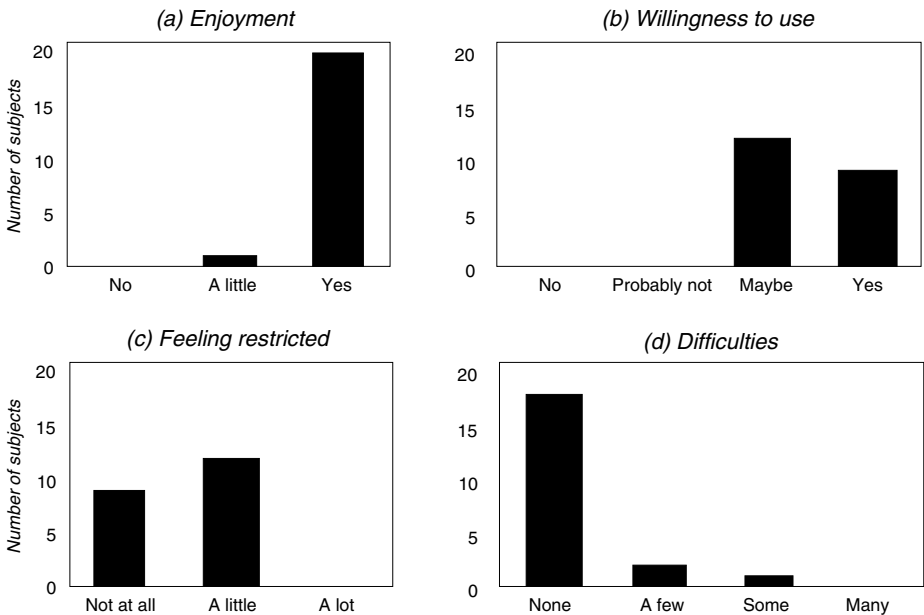 (a) Enjoyment
Number of subjects
20
15
10
5
0
No A little Yes
(b) Willingness to use
20
15
10
5
0
No Probably not Maybe Yes
(c) Feeling restricted
Number of subjects
20
15
10
5
0
Not at all A little A lot
(d) Difficulties
20
15
10
5
0
None A few Some Many